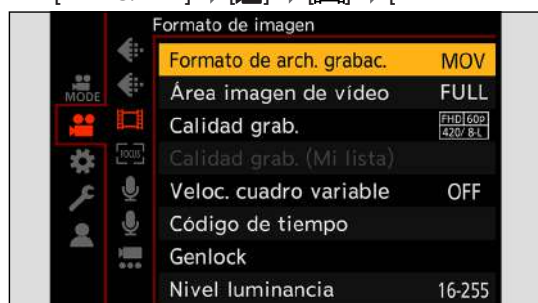 Formato de imagen
Formato de arch. grabac. MOV
MODE
Área imagen de vídeo FULL
Calidad grab. FHD 60p 420/ 8-L
FOCUS
Calidad grab. (Mi lista)
Veloc. cuadro variable OFF
Código de tiempo
Genlock
Nivel luminancia 16-255